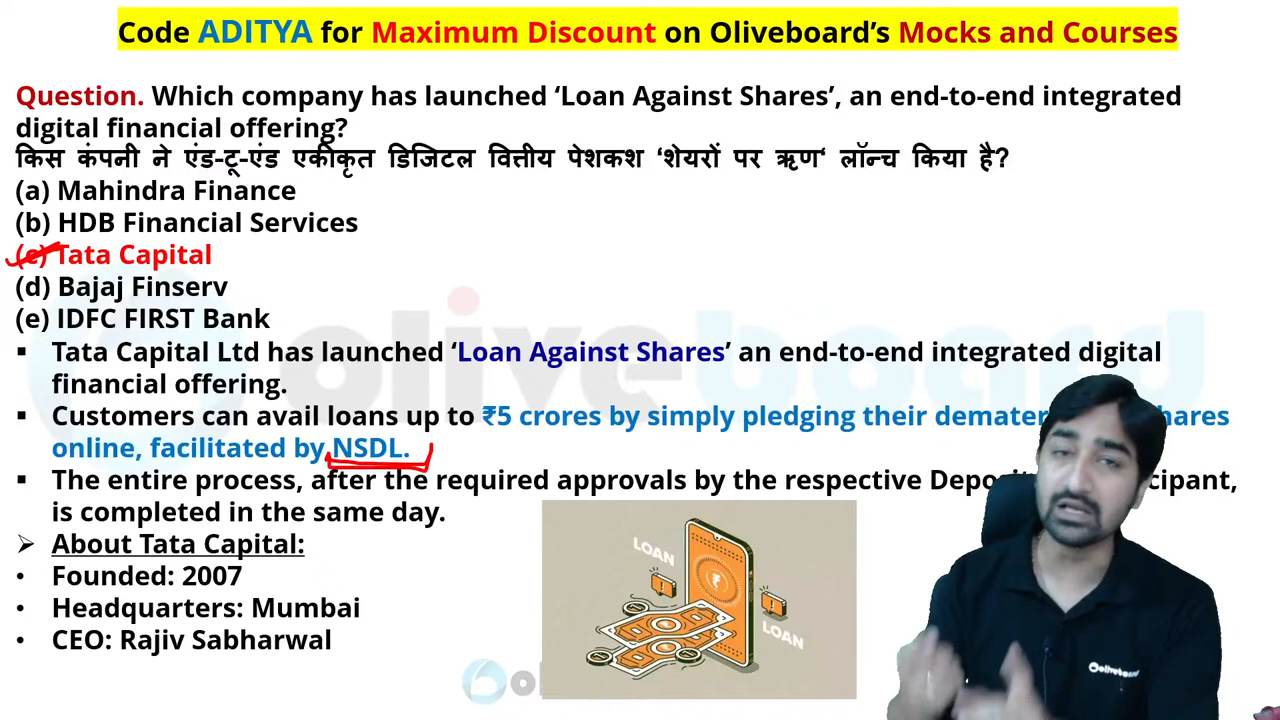 Code ADITYA for Maximum Discount on Oliveboard's Mocks and Courses
Question. Which company has launched ‘Loan Against Shares’, an end-to-end integrated
digital financial offering?
किस कंपनी ने एंड-टू-एंड एकीकृत डिजिटल वित्तीय पेशकश ‘शेयरों पर ऋण‘ लॉन्च किया है?
(a) Mahindra Finance
(b) HDB Financial Services
(c) Tata Capital
(d) Bajaj Finserv
(e) IDFC FIRST Bank
▪ Tata Capital Ltd has launched ‘Loan Against Shares’ an end-to-end integrated digital
financial offering.
▪ Customers can avail loans up to ₹5 crores by simply pledging their
online, facilitated by NSDL.
▪ The entire process, after the required approvals by the respective
is completed in the same day.
➢ About Tata Capital:
• Founded: 2007
• Headquarters: Mumbai
• CEO: Rajiv Sabharwal
LOAN
LOAN
oliveboard
oliveboard